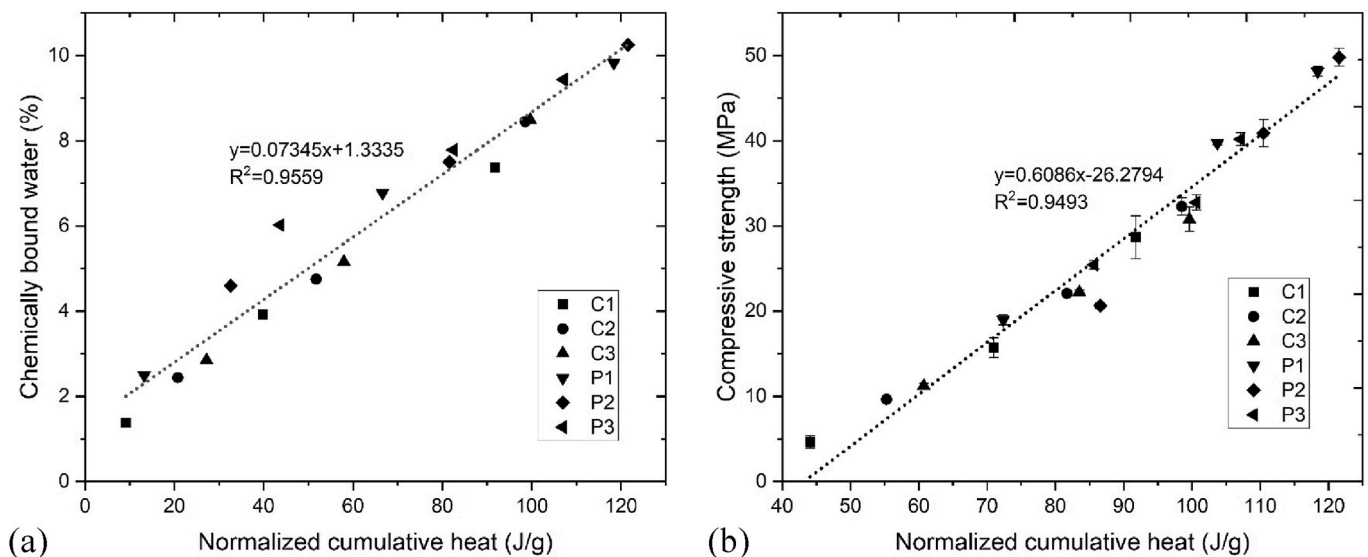 Chemically bound water (%)
10
8
6
4
2
0
y=0.07345x+1.3335
R²=0.9559
C1
C2
C3
P1
P2
P3
0 20 40 60 80 100 120
(a) Normalized cumulative heat (J/g)
Compressive strength (MPa)
50
40
30
20
10
0
y=0.6086x-26.2794
R²=0.9493
C1
C2
C3
P1
P2
P3
40 50 60 70 80 90 100 110 120
(b) Normalized cumulative heat (J/g)